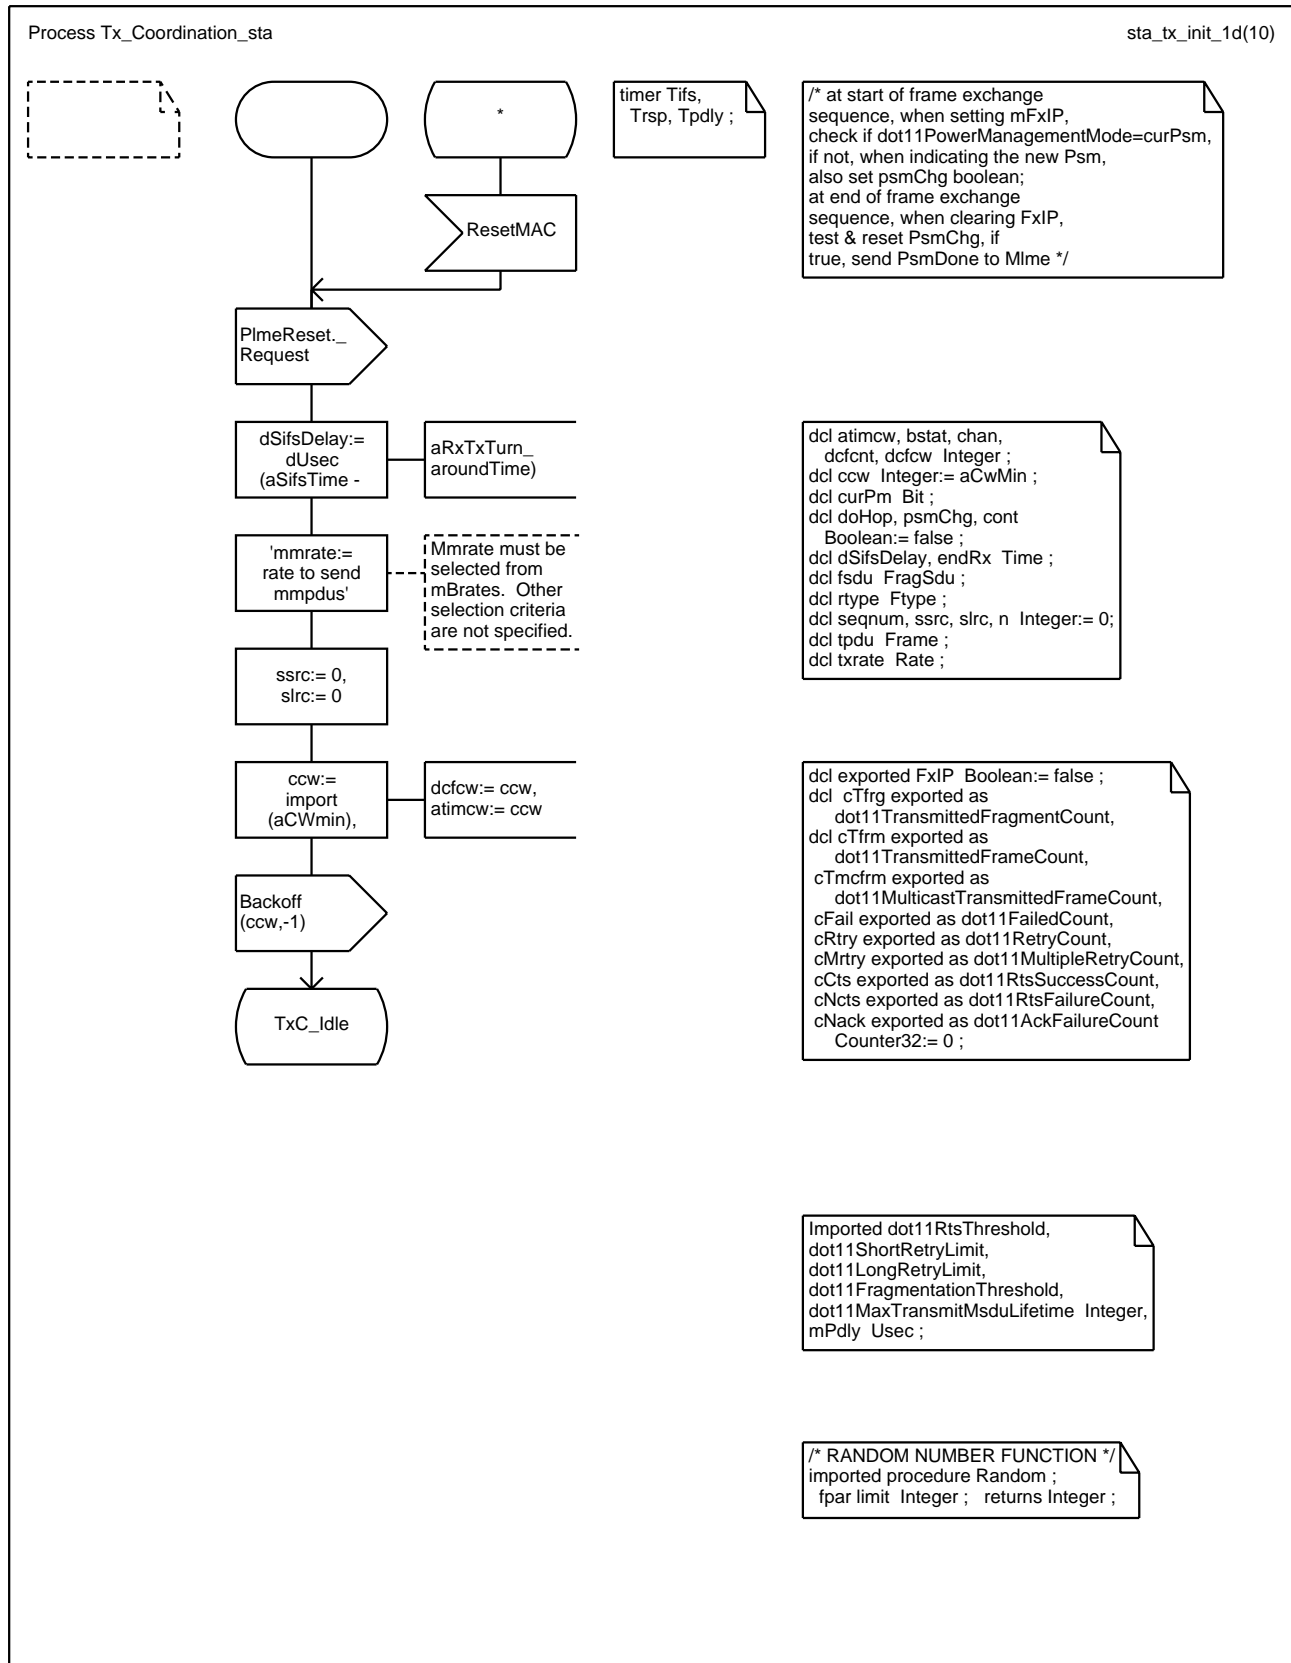 Process Tx_Coordination_sta
sta_tx_init_1d(10)
*
timer Tifs,
Trsp, Tpdly ;
/* at start of frame exchange
sequence, when setting mFxIP,
check if dot11PowerManagementMode=curPsm,
if not, when indicating the new Psm,
also set psmChg boolean;
at end of frame exchange
sequence, when clearing FxIP,
test & reset PsmChg, if
true, send PsmDone to Mlme */
ResetMAC
PlmeReset._
Request
dSifsDelay:=
dUsec
(aSifsTime -
aRxTxTurn_
aroundTime)
dcl atimcw, bstat, chan,
dcfcnt, dcfcw Integer ;
dcl ccw Integer:= aCwMin ;
dcl curPm Bit ;
dcl doHop, psmChg, cont
Boolean:= false ;
dcl dSifsDelay, endRx Time ;
dcl fsdu FragSdu ;
dcl rtype Ftype ;
dcl seqnum, ssrc, slrc, n Integer:= 0;
dcl tpdu Frame ;
dcl txrate Rate ;
'mmrate:=
rate to send
mmpdus'
Mmrate must be
selected from
mBrates. Other
selection criteria
are not specified.
ssrc:= 0,
slrc:= 0
ccw:=
import
(aCWmin),
dcfcw:= ccw,
atimcw:= ccw
dcl exported FxIP Boolean:= false ;
dcl cTfrg exported as
dot11TransmittedFragmentCount,
dcl cTfrm exported as
dot11TransmittedFrameCount,
cTmcfrm exported as
dot11MulticastTransmittedFrameCount,
cFail exported as dot11FailedCount,
cRtry exported as dot11RetryCount,
cMrtry exported as dot11MultipleRetryCount,
cCts exported as dot11RtsSuccessCount,
cNcts exported as dot11RtsFailureCount,
cNack exported as dot11AckFailureCount
Counter32:= 0 ;
Backoff
(ccw,-1)
TxC_Idle
Imported dot11RtsThreshold,
dot11ShortRetryLimit,
dot11LongRetryLimit,
dot11FragmentationThreshold,
dot11MaxTransmitMsduLifetime Integer,
mPdly Usec ;
/* RANDOM NUMBER FUNCTION */
imported procedure Random ;
fpar limit Integer ; returns Integer ;